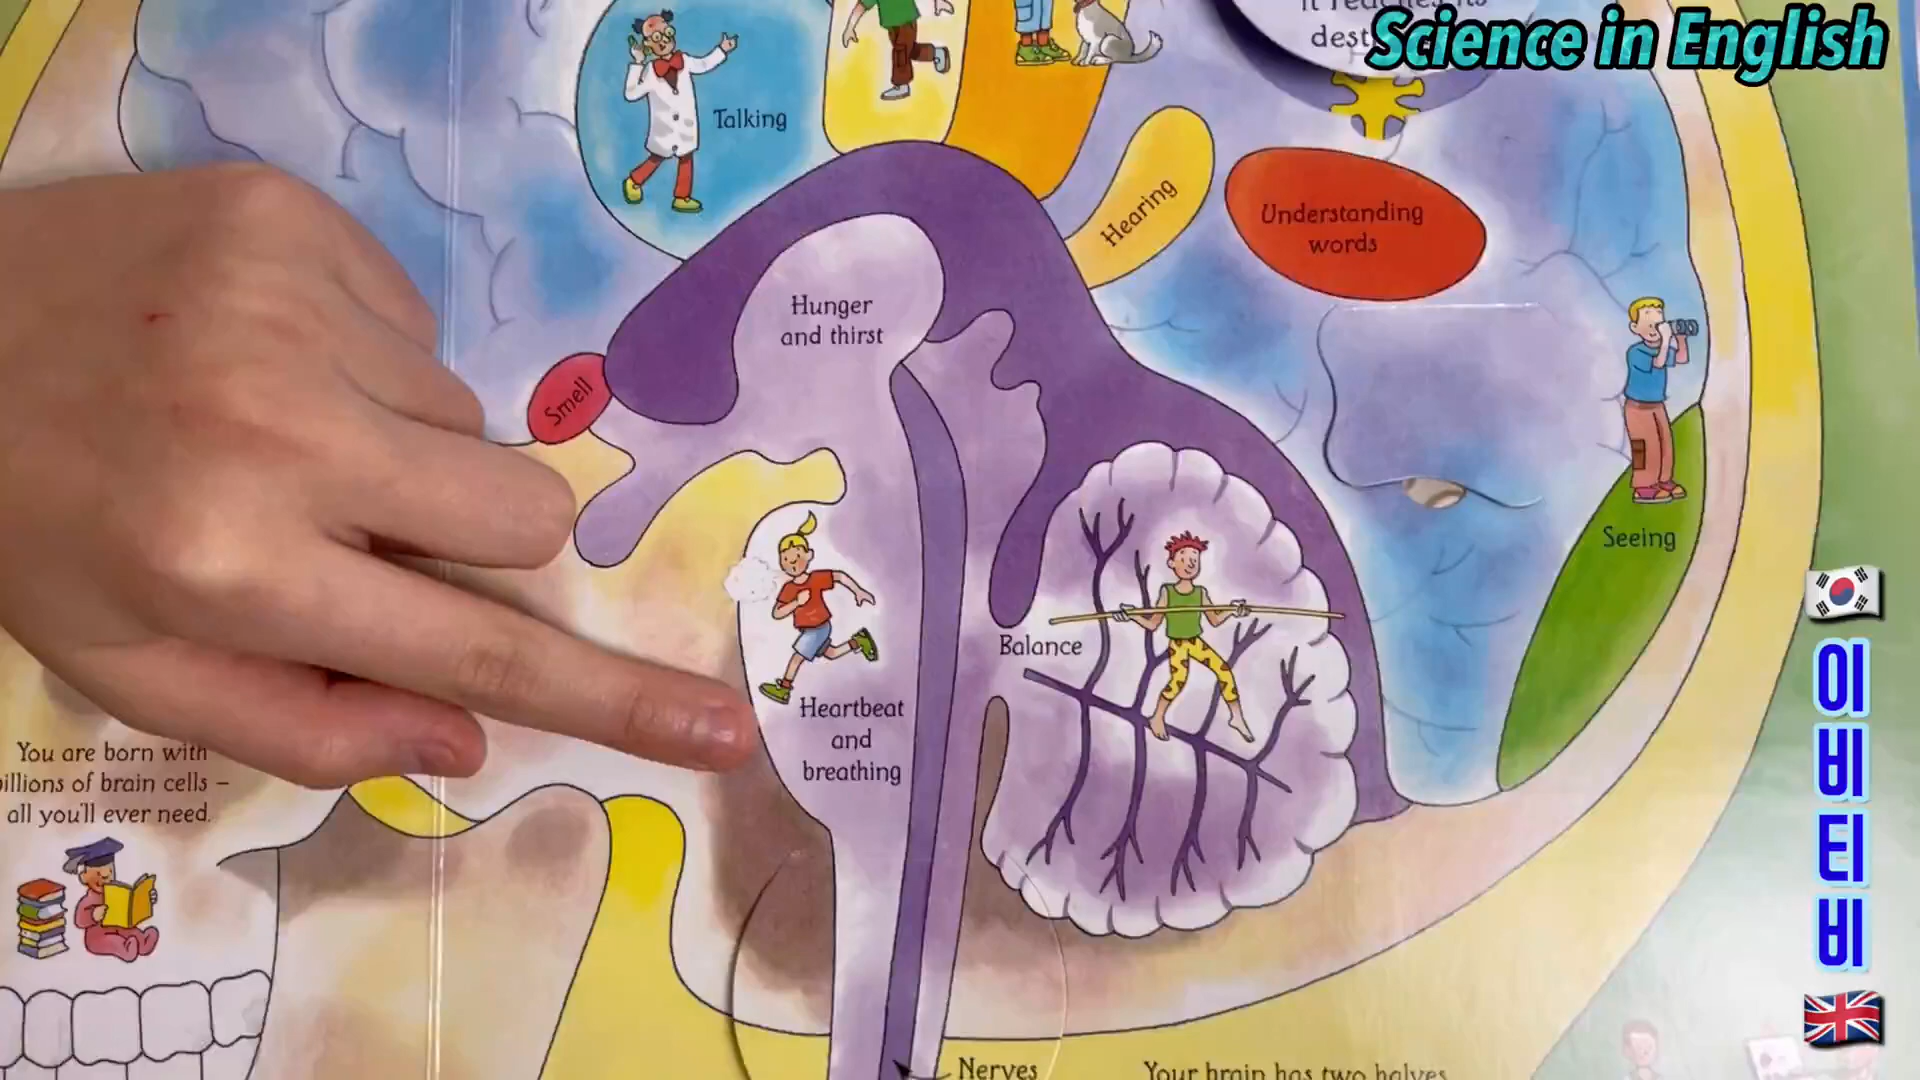 Science in English
Talking
Hearing
Understanding
words
Hunger
and thirst
Smell
Seeing
Balance
Heartbeat
and
breathing
You are born with
billions of brain cells –
all you'll ever need.
Nerves
Your brain has two halves
이비티비